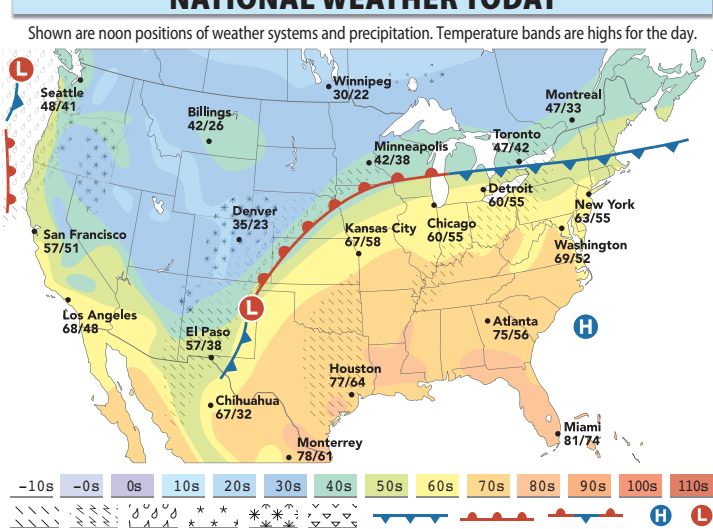 NATIONAL WEATHER TODAY
Shown are noon positions of weather systems and precipitation. Temperature bands are highs for the day.
L
Seattle
48/41
Winnipeg
30/22
Billings
42/26
Montreal
47/33
Minneapolis
42/38
Toronto
47/42
Detroit
60/55
New York
63/55
Denver
35/23
San Francisco
57/51
Kansas City
67/58
Chicago
60/55
Washington
69/52
L
Los Angeles
68/48
El Paso
57/38
Atlanta
75/56
H
Houston
77/64
Chihuahua
67/32
Miami
81/74
Monterrey
78/61
-10s -0s 0s 10s 20s 30s 40s 50s 60s 70s 80s 90s 100s 110s
H L